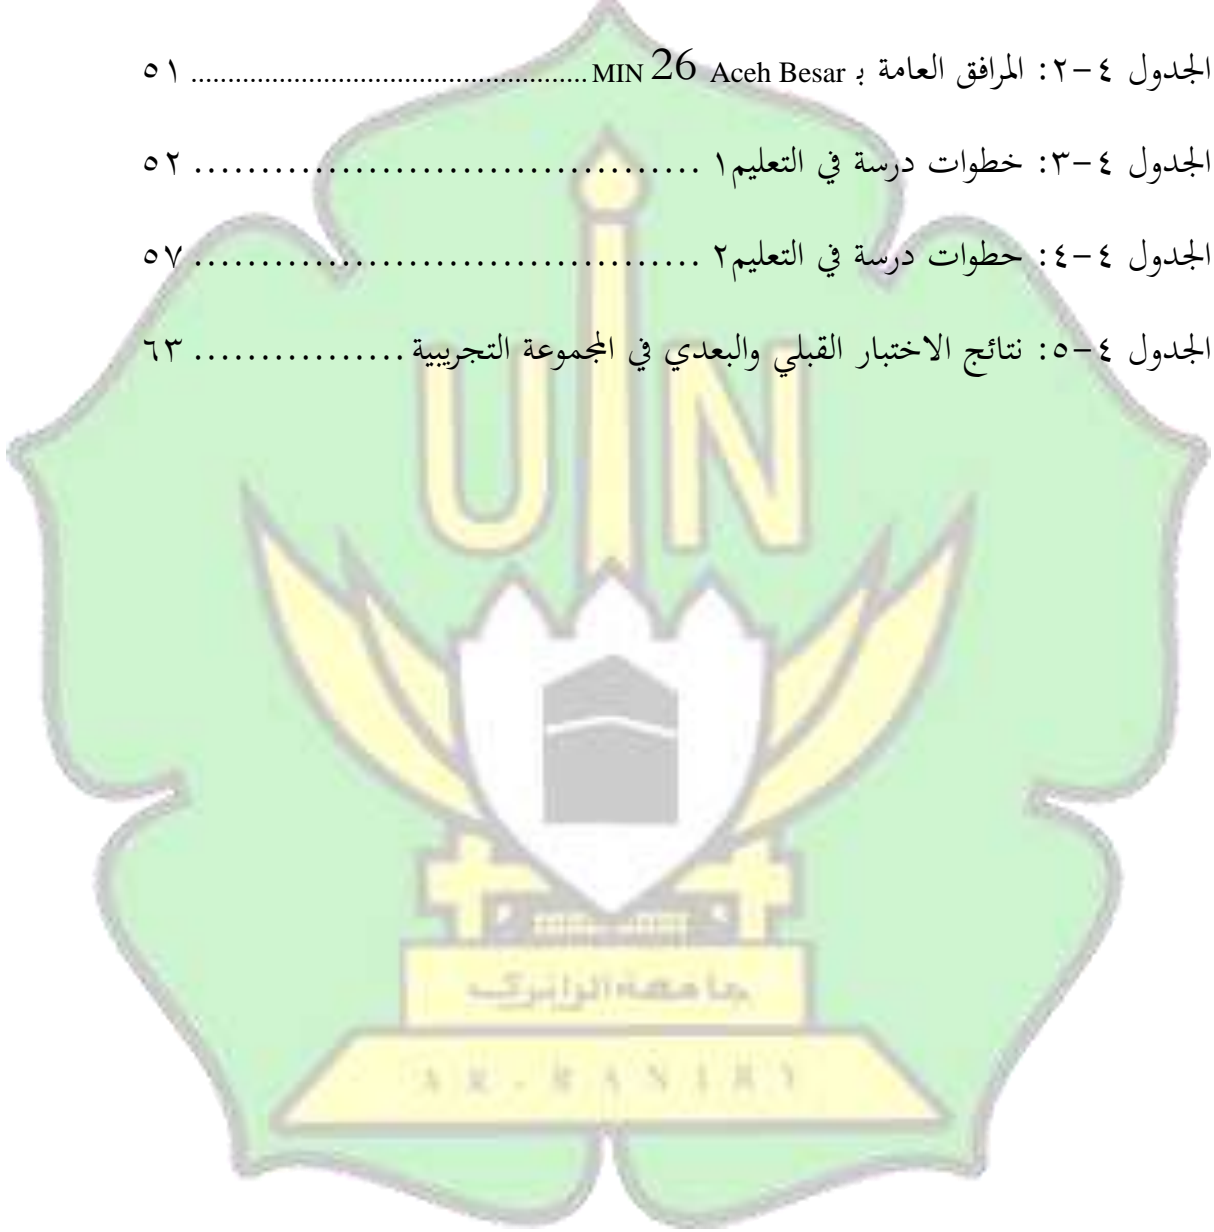 الجدول ٤-٢: المرافق العامة بـ MIN 26 Aceh Besar ...................................................... ٥١
الجدول ٤-٣: خطوات درسة في التعليم١ ...................................... ٥٢
الجدول ٤-٤: حطوات درسة في التعليم٢ ...................................... ٥٧
الجدول ٤-٥: نتائج الاختبار القبلي والبعدي في المجموعة التجريبية ................ ٦٣
UIN
جامعة الرانيري
AR-RANIRY